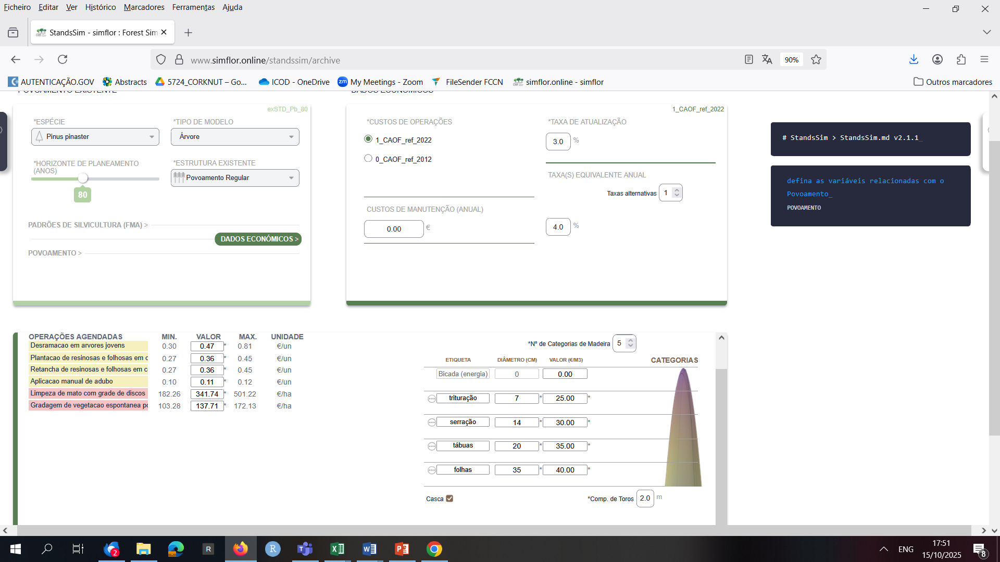 Ficheiro Editar Ver Histórico Marcadores Ferramentas Ajuda
StandsSim - simflor : Forest Sim
www.simflor.online/standssim/archive
90%
AUTENTICAÇÃO.GOV Abstracts 5724_CORKNUT – Go... ICOD - OneDrive zm My Meetings - Zoom FileSender FCCN simflor.online - simflor Outros marcadores
POVOAMENTO EXISTENTE DADOS ECONÓMICOS
exSTD_Pb_80
*ESPÉCIE *TIPO DE MODELO
Pinus pinaster Árvore
*HORIZONTE DE PLANEAMENTO (ANOS) *ESTRUTURA EXISTENTE
Povoamento Regular
80
PADRÕES DE SILVICULTURA (FMA) >
DADOS ECONÓMICOS >
POVOAMENTO >
1_CAOF_ref_2022
*CUSTOS DE OPERAÇÕES *TAXA DE ATUALIZAÇÃO
1_CAOF_ref_2022 3.0 %
0_CAOF_ref_2012
TAXA(S) EQUIVALENTE ANUAL
Taxas alternativas 1
CUSTOS DE MANUTENÇÃO (ANUAL)
0.00 € 4.0 %
# StandsSim > StandsSim.md v2.1.1_
defina as variáveis relacionadas com o
Povoamento_
POVOAMENTO
OPERAÇÕES AGENDADAS MIN. VALOR MAX. UNIDADE
Desramacao em arvores jovens 0.30 0.47 * 0.81 €/un
Plantacao de resinosas e folhosas em c 0.27 0.36 * 0.45 €/un
Retancha de resinosas e folhosas em c 0.27 0.36 * 0.45 €/un
Aplicacao manual de adubo 0.10 0.11 * 0.12 €/un
Limpeza de mato com grade de discos 182.26 341.74 * 501.22 €/ha
Gradagem de vegetacao espontanea po 103.28 137.71 * 172.13 €/ha
*Nº de Categorias de Madeira 5
ETIQUETA DIÂMETRO (CM) VALOR (€/M3) CATEGORIAS
Bicada (energia) 0 0.00
trituração 7 * 25.00 *
serração 14 * 30.00 *
tábuas 20 * 35.00 *
folhas 35 * 40.00 *
Casca *Comp. de Toros 2.0 m
2 R R ENG 17:51
15/10/2025 8